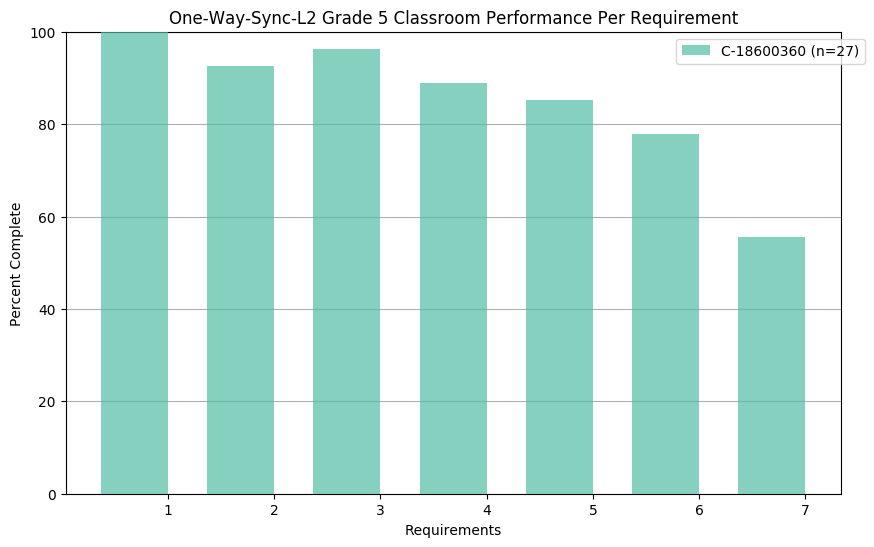 One-Way-Sync-L2 Grade 5 Classroom Performance Per Requirement
C-18600360 (n=27)
Percent Complete
100
80
60
40
20
0
1 2 3 4 5 6 7
Requirements